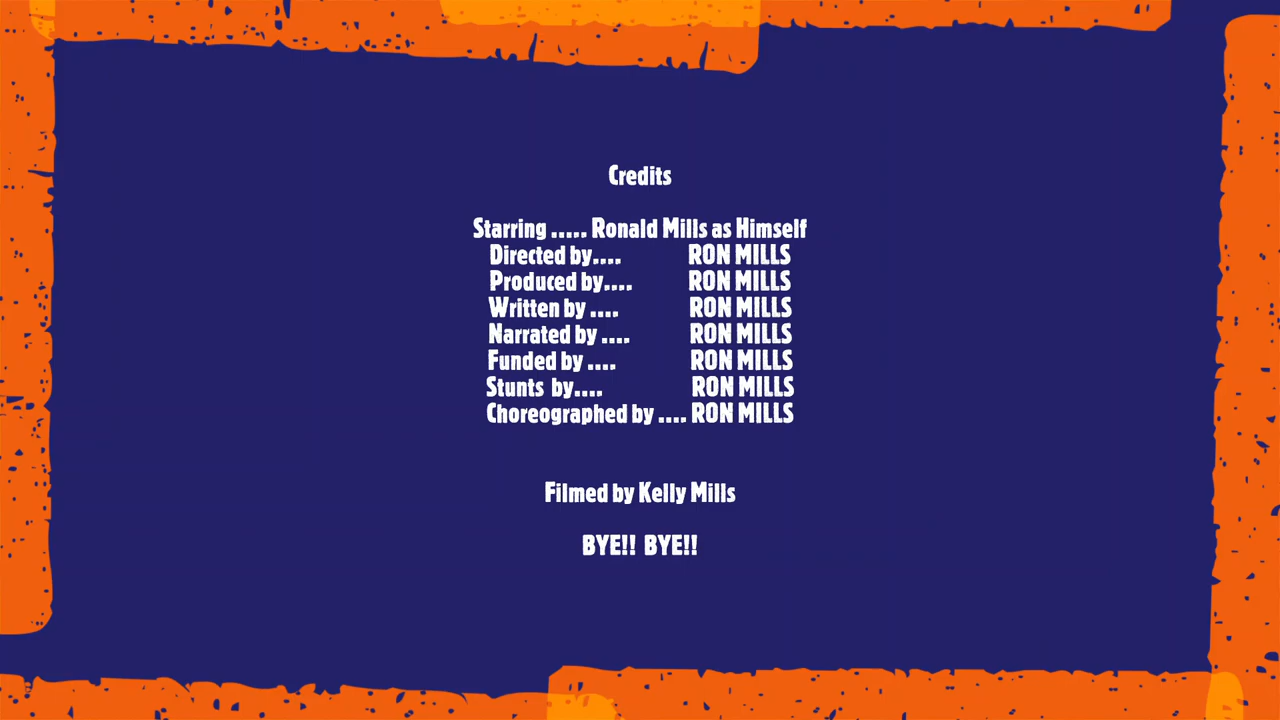 Credits
Starring ..... Ronald Mills as Himself
Directed by.... RON MILLS
Produced by.... RON MILLS
Written by .... RON MILLS
Narrated by .... RON MILLS
Funded by .... RON MILLS
Stunts by.... RON MILLS
Choreographed by .... RON MILLS
Filmed by Kelly Mills
BYE!! BYE!!